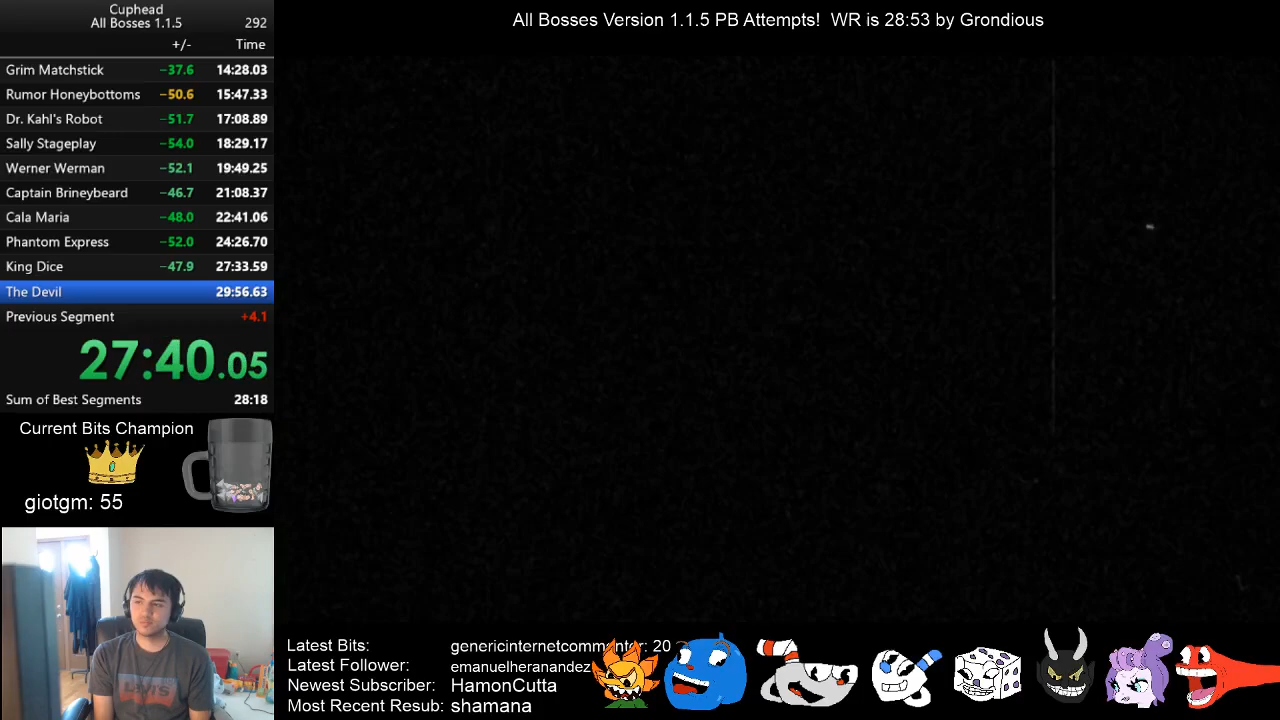 Cuphead
All Bosses 1.1.5 292
+/- Time
Grim Matchstick -37.6 14:28.03
Rumor Honeybottoms -50.6 15:47.33
Dr. Kahl's Robot -51.7 17:08.89
Sally Stageplay -54.0 18:29.17
Werner Werman -52.1 19:49.25
Captain Brineybeard -46.7 21:08.37
Cala Maria -48.0 22:41.06
Phantom Express -52.0 24:26.70
King Dice -47.9 27:33.59
The Devil 29:56.63
Previous Segment +4.1
27:40.05
Sum of Best Segments 28:18
Current Bits Champion
giotgm: 55
LEVI'S
All Bosses Version 1.1.5 PB Attempts! WR is 28:53 by Grondious
Latest Bits: genericinternetcommenter: 20
Latest Follower: emanuelheranandez
Newest Subscriber: HamonCutta
Most Recent Resub: shamana